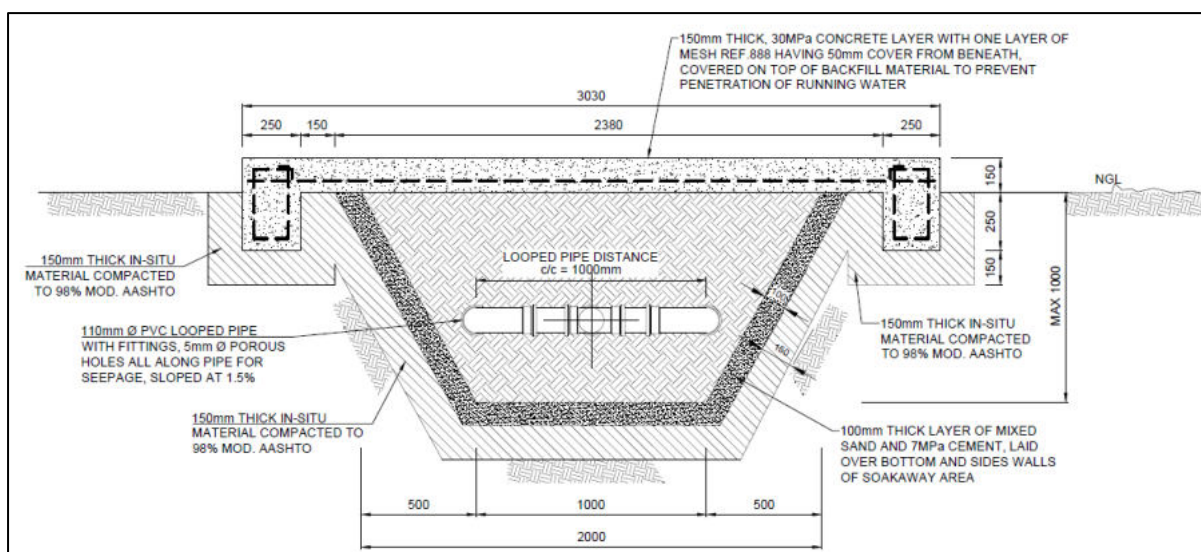 150mm THICK, 30MPa CONCRETE LAYER WITH ONE LAYER OF
MESH REF.888 HAVING 50mm COVER FROM BENEATH,
COVERED ON TOP OF BACKFILL MATERIAL TO PREVENT
PENETRATION OF RUNNING WATER
3030
250
150
2380
250
150
NGL
250
150
MAX 1000
LOOPED PIPE DISTANCE
c/c = 1000mm
150mm THICK IN-SITU
MATERIAL COMPACTED
TO 98% MOD. AASHTO
100
150
110mm Ø PVC LOOPED PIPE
WITH FITTINGS, 5mm Ø POROUS
HOLES ALL ALONG PIPE FOR
SEEPAGE, SLOPED AT 1.5%
150mm THICK IN-SITU
MATERIAL COMPACTED
TO 98% MOD. AASHTO
150mm THICK IN-SITU
MATERIAL COMPACTED TO
98% MOD. AASHTO
100mm THICK LAYER OF MIXED
SAND AND 7MPa CEMENT, LAID
OVER BOTTOM AND SIDES WALLS
OF SOAKAWAY AREA
500
1000
500
2000